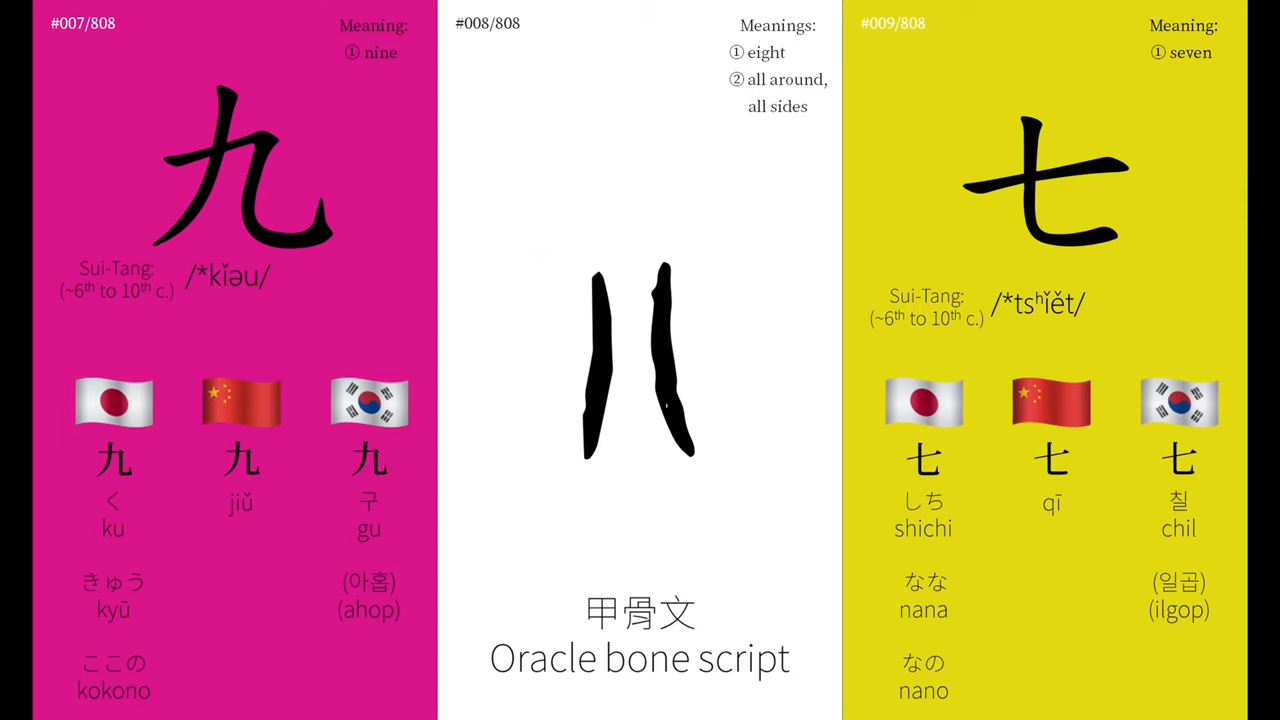 #007/808
Meaning:
① nine
九
Sui-Tang:
(~6th to 10th c.)
/*kǐəu/
九 九 九
く jiǔ 구
ku gu
きゅう (아홉)
kyū (ahop)
ここの
kokono
#008/808
Meanings:
① eight
② all around,
all sides
甲骨文
Oracle bone script
#009/808
Meaning:
① seven
七
Sui-Tang:
(~6th to 10th c.)
/*tsʰǐět/
七 七 七
しち qī 칠
shichi chil
なな (일곱)
nana (ilgop)
なの
nano